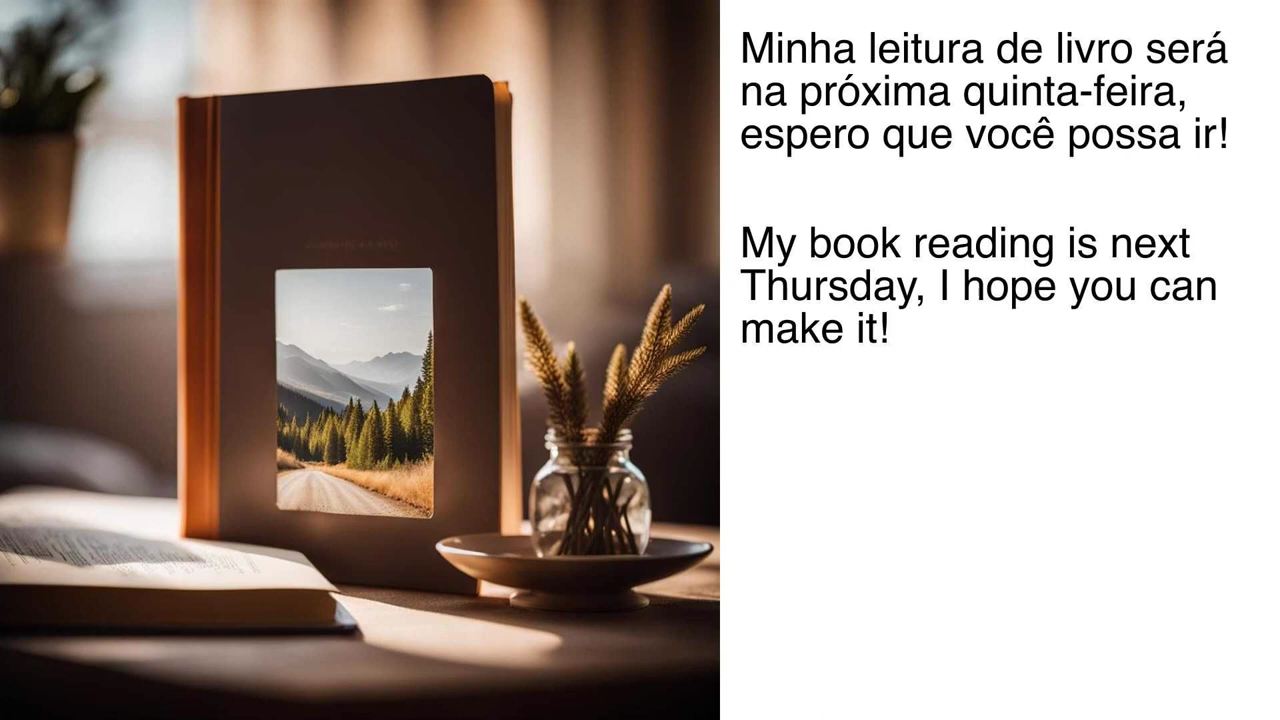 Minha leitura de livro será
na próxima quinta-feira,
espero que você possa ir!
My book reading is next
Thursday, I hope you can
make it!